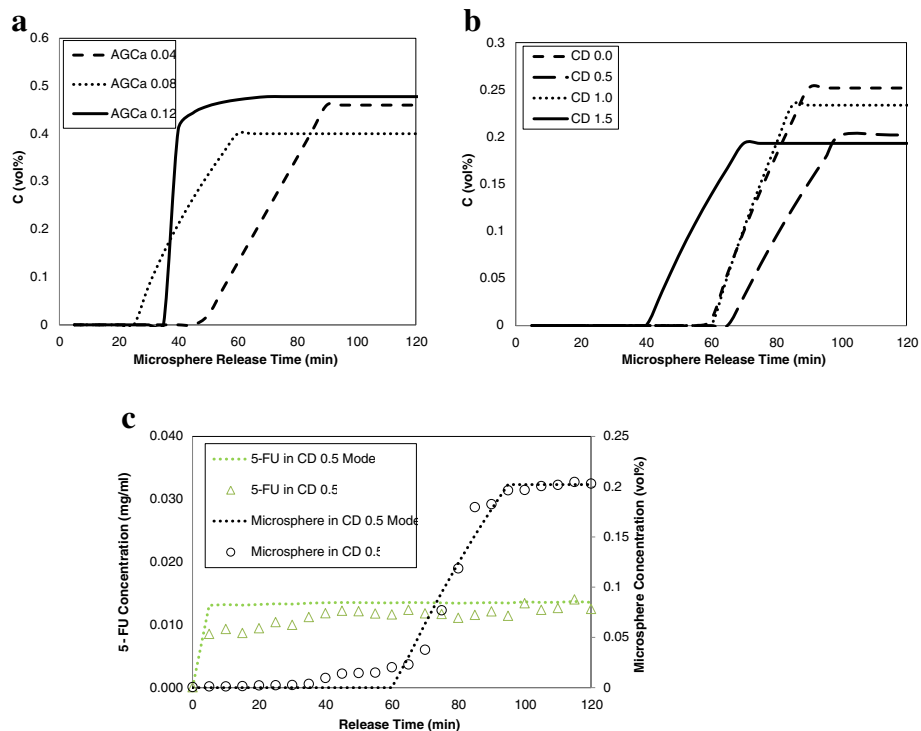 a
0.6
0.5
0.4
0.3
0.2
0.1
0
C (vol%)
AGCa 0.04
AGCa 0.08
AGCa 0.12
0 20 40 60 80 100 120
Microsphere Release Time (min)
b
0.3
0.25
0.2
0.15
0.1
0.05
0
C (vol%)
CD 0.0
CD 0.5
CD 1.0
CD 1.5
0 20 40 60 80 100 120
Microsphere Release Time (min)
c
0.040
0.030
0.020
0.010
0.000
5- FU Concentration (mg/ml)
5-FU in CD 0.5 Mode
5-FU in CD 0.5
Microsphere in CD 0.5 Mode
Microsphere in CD 0.5
0.25
0.2
0.15
0.1
0.05
0
Microsphere Concentration (vol%)
0 20 40 60 80 100 120
Release Time (min)